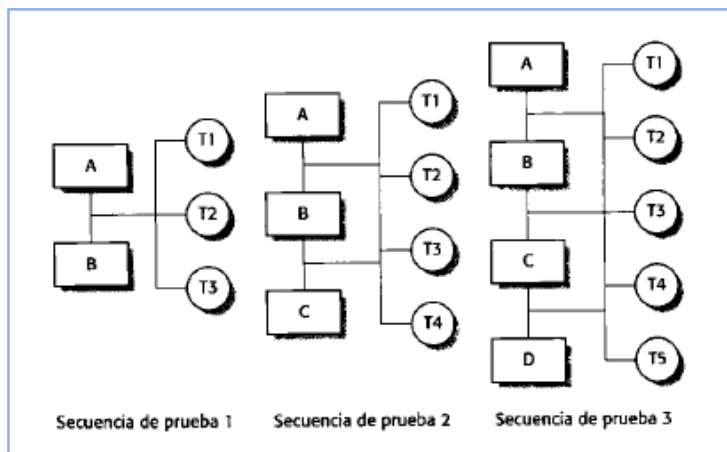 A
B
T1
T2
T3
Secuencia de prueba 1
A
B
C
T1
T2
T3
T4
Secuencia de prueba 2
A
B
C
D
T1
T2
T3
T4
T5
Secuencia de prueba 3